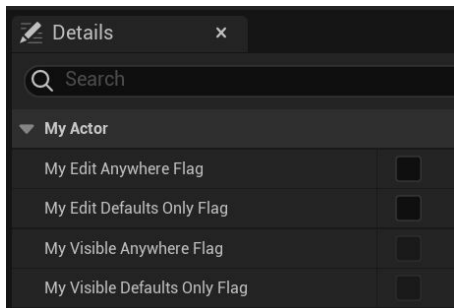 Details
Search
My Actor
My Edit Anywhere Flag
My Edit Defaults Only Flag
My Visible Anywhere Flag
My Visible Defaults Only Flag